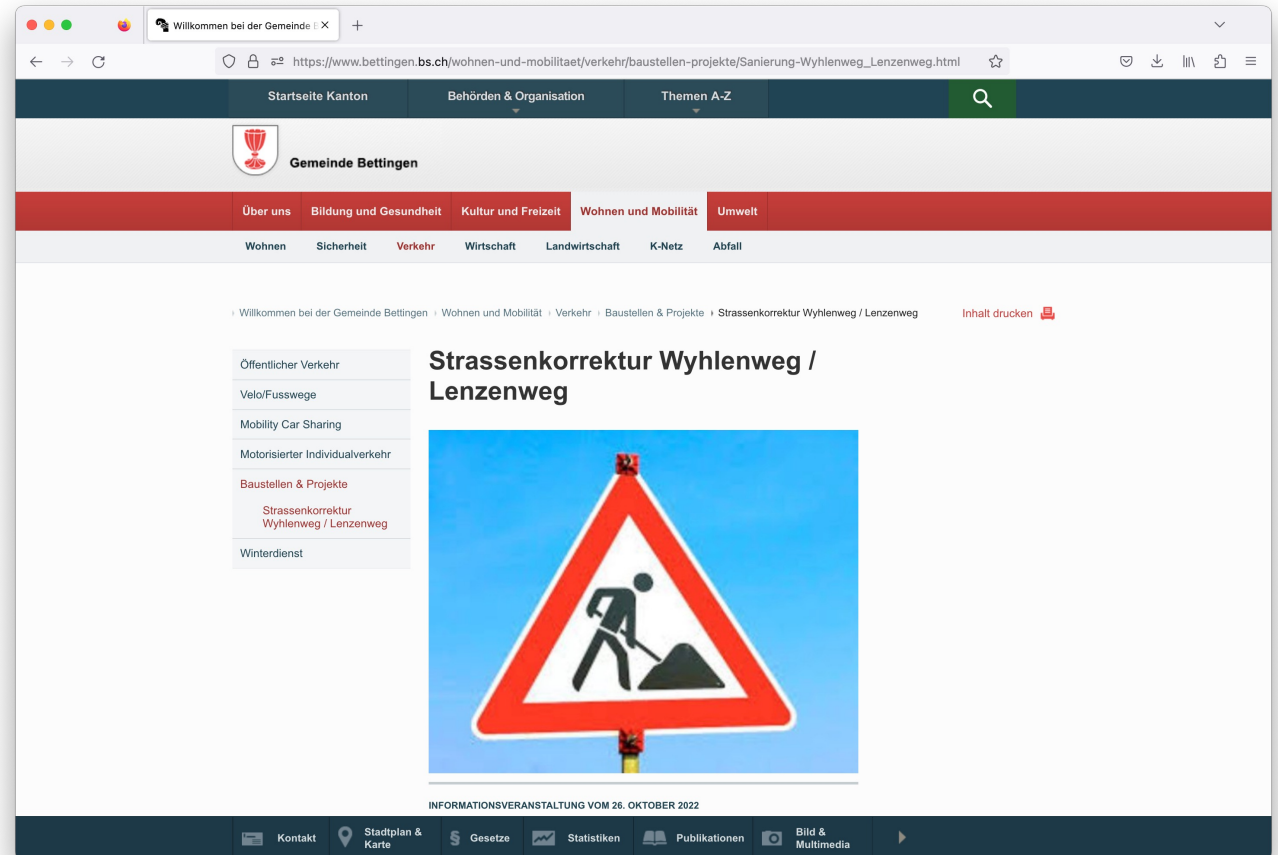 Willkommen bei der Gemeinde B
https://www.bettingen.bs.ch/wohnen-und-mobilitaet/verkehr/baustellen-projekte/Sanierung-Wyhlenweg_Lenzenweg.html
Startseite Kanton
Behörden & Organisation
Themen A-Z
Gemeinde Bettingen
Über uns Bildung und Gesundheit Kultur und Freizeit Wohnen und Mobilität Umwelt
Wohnen Sicherheit Verkehr Wirtschaft Landwirtschaft K-Netz Abfall
Willkommen bei der Gemeinde Bettingen Wohnen und Mobilität Verkehr Baustellen & Projekte Strassenkorrektur Wyhlenweg / Lenzenweg
Inhalt drucken
Öffentlicher Verkehr
Velo/Fusswege
Mobility Car Sharing
Motorisierter Individualverkehr
Baustellen & Projekte
Strassenkorrektur
Wyhlenweg / Lenzenweg
Winterdienst
Strassenkorrektur Wyhlenweg /
Lenzenweg
INFORMATIONSVERANSTALTUNG VOM 26. OKTOBER 2022
Kontakt
Stadtplan &
Karte
§ Gesetze
Statistiken
Publikationen
Bild &
Multimedia